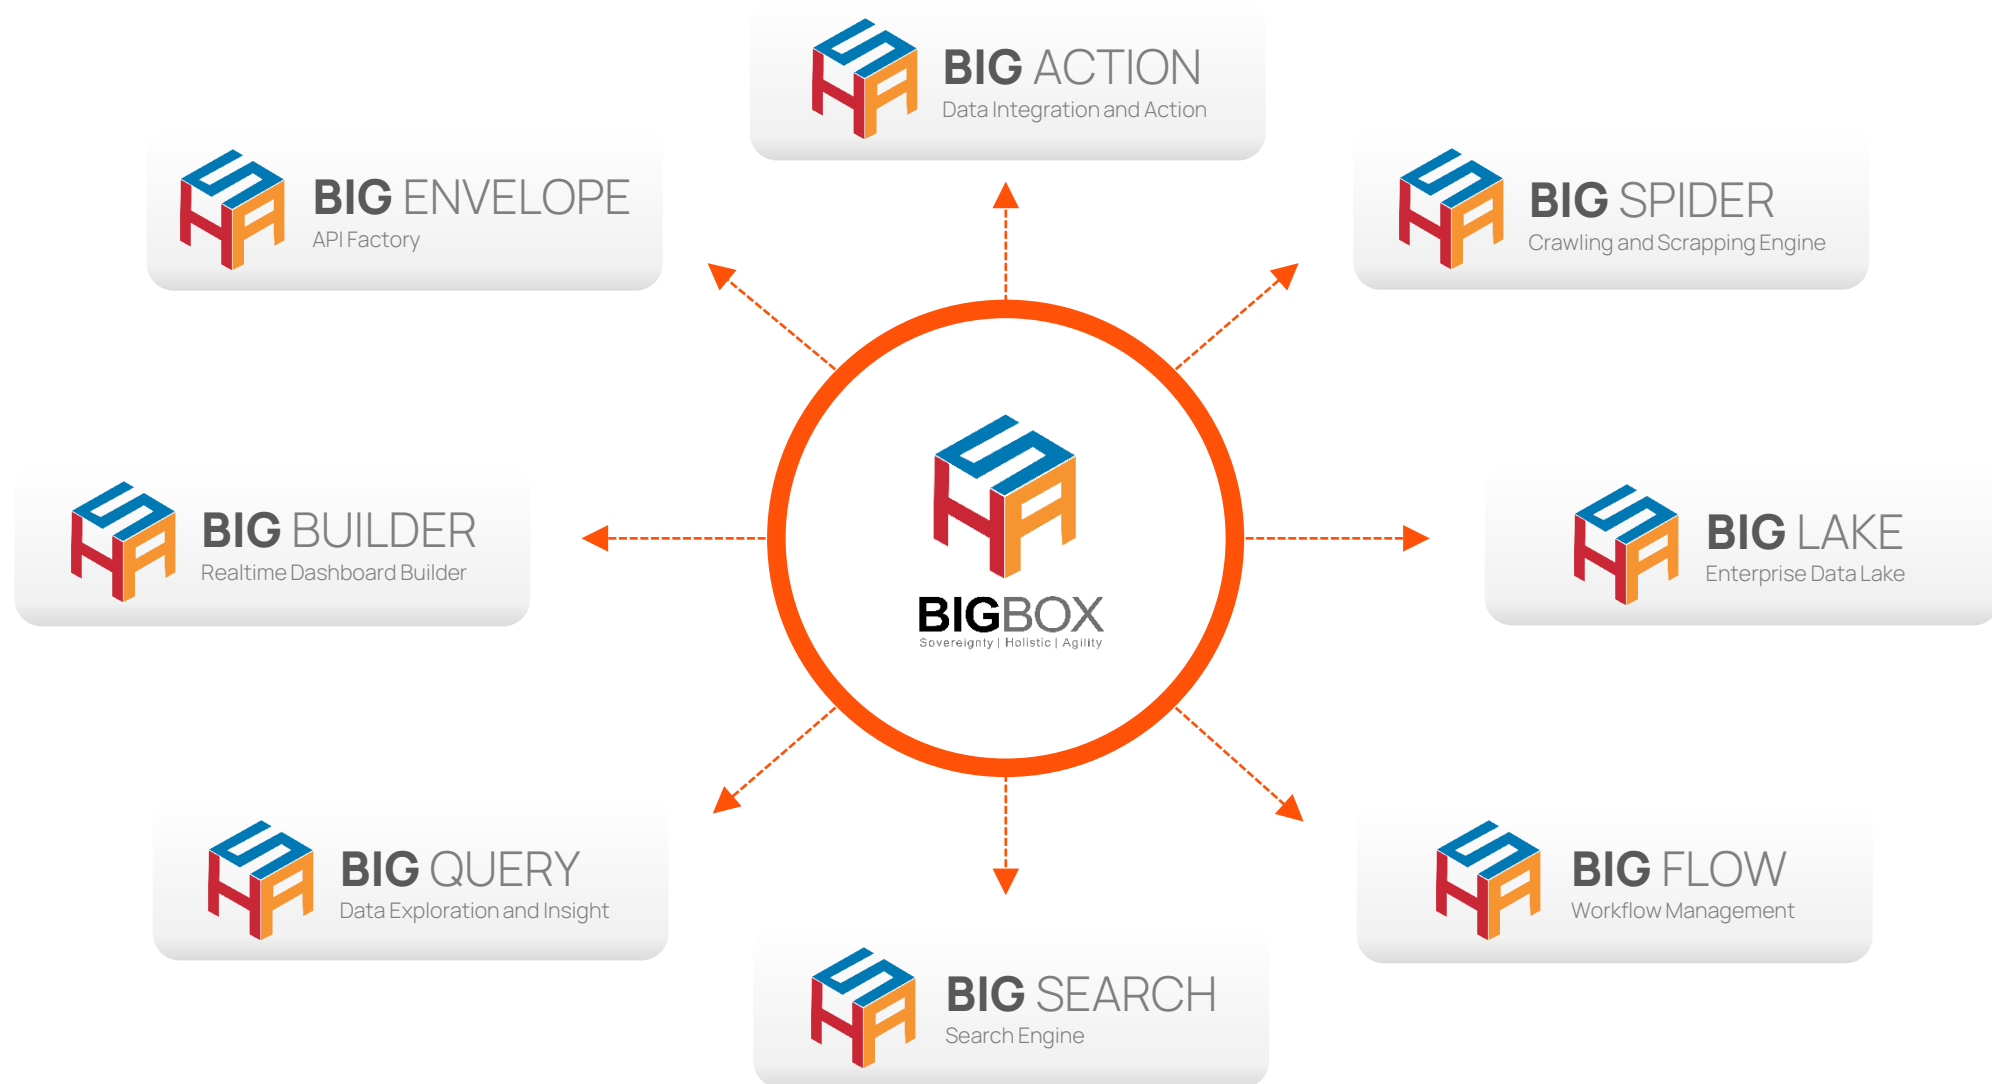 BIG ACTION
Data Integration and Action
BIG ENVELOPE
API Factory
BIG SPIDER
Crawling and Scrapping Engine
BIG BUILDER
Realtime Dashboard Builder
BIGBOX
Sovereignty | Holistic | Agility
BIG LAKE
Enterprise Data Lake
BIG QUERY
Data Exploration and Insight
BIG FLOW
Workflow Management
BIG SEARCH
Search Engine